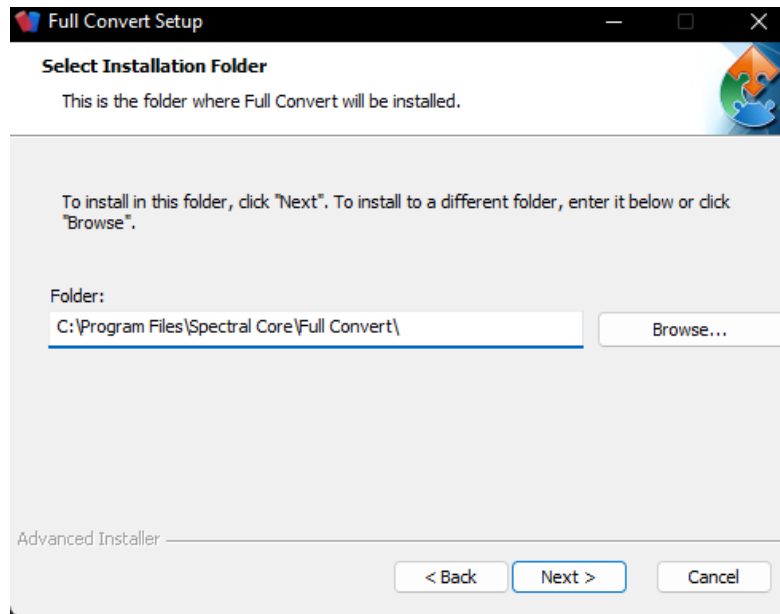 Full Convert Setup
Select Installation Folder
This is the folder where Full Convert will be installed.
To install in this folder, click "Next". To install to a different folder, enter it below or click
"Browse".
Folder:
C:\Program Files\Spectral Core\Full Convert\
Browse...
Advanced Installer
< Back
Next >
Cancel